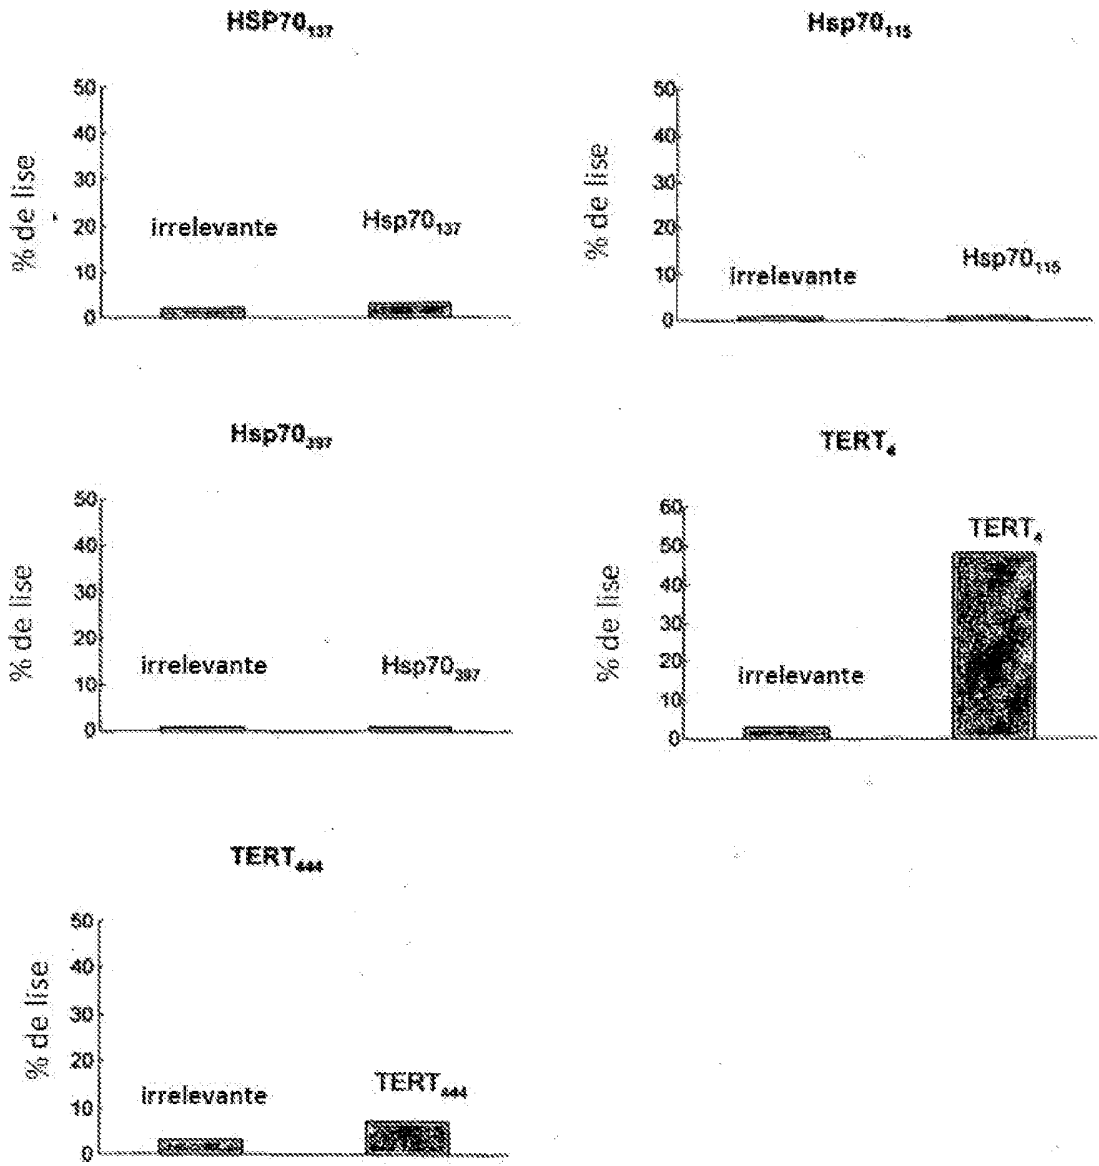 HSP70₁₃₇
50
40
30
20
10
0
% de lise
irrelevante
Hsp70₁₃₇
Hsp70₁₁₅
50
40
30
20
10
0
% de lise
irrelevante
Hsp70₁₁₅
Hsp70₃₉₇
50
40
30
20
10
0
% de lise
irrelevante
Hsp70₃₉₇
TERT₄
60
50
40
30
20
10
0
% de lise
irrelevante
TERT₄
TERT₄₄₄
50
40
30
20
10
0
% de lise
irrelevante
TERT₄₄₄